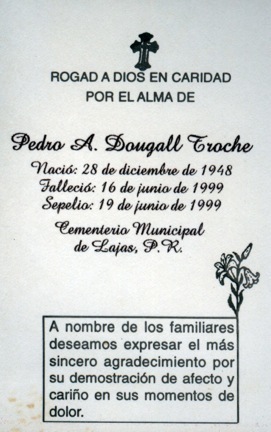 ROGAD A DIOS EN CARIDAD
POR EL ALMA DE
Pedro A. Dougall Troche
Nació: 28 de diciembre de 1948
Falleció: 16 de junio de 1999
Sepelio: 19 de junio de 1999
Cementerio Municipal
de Lajas, P.R.
A nombre de los familiares
deseamos expresar el más
sincero agradecimiento por
su demostración de afecto y
cariño en sus momentos de
dolor.